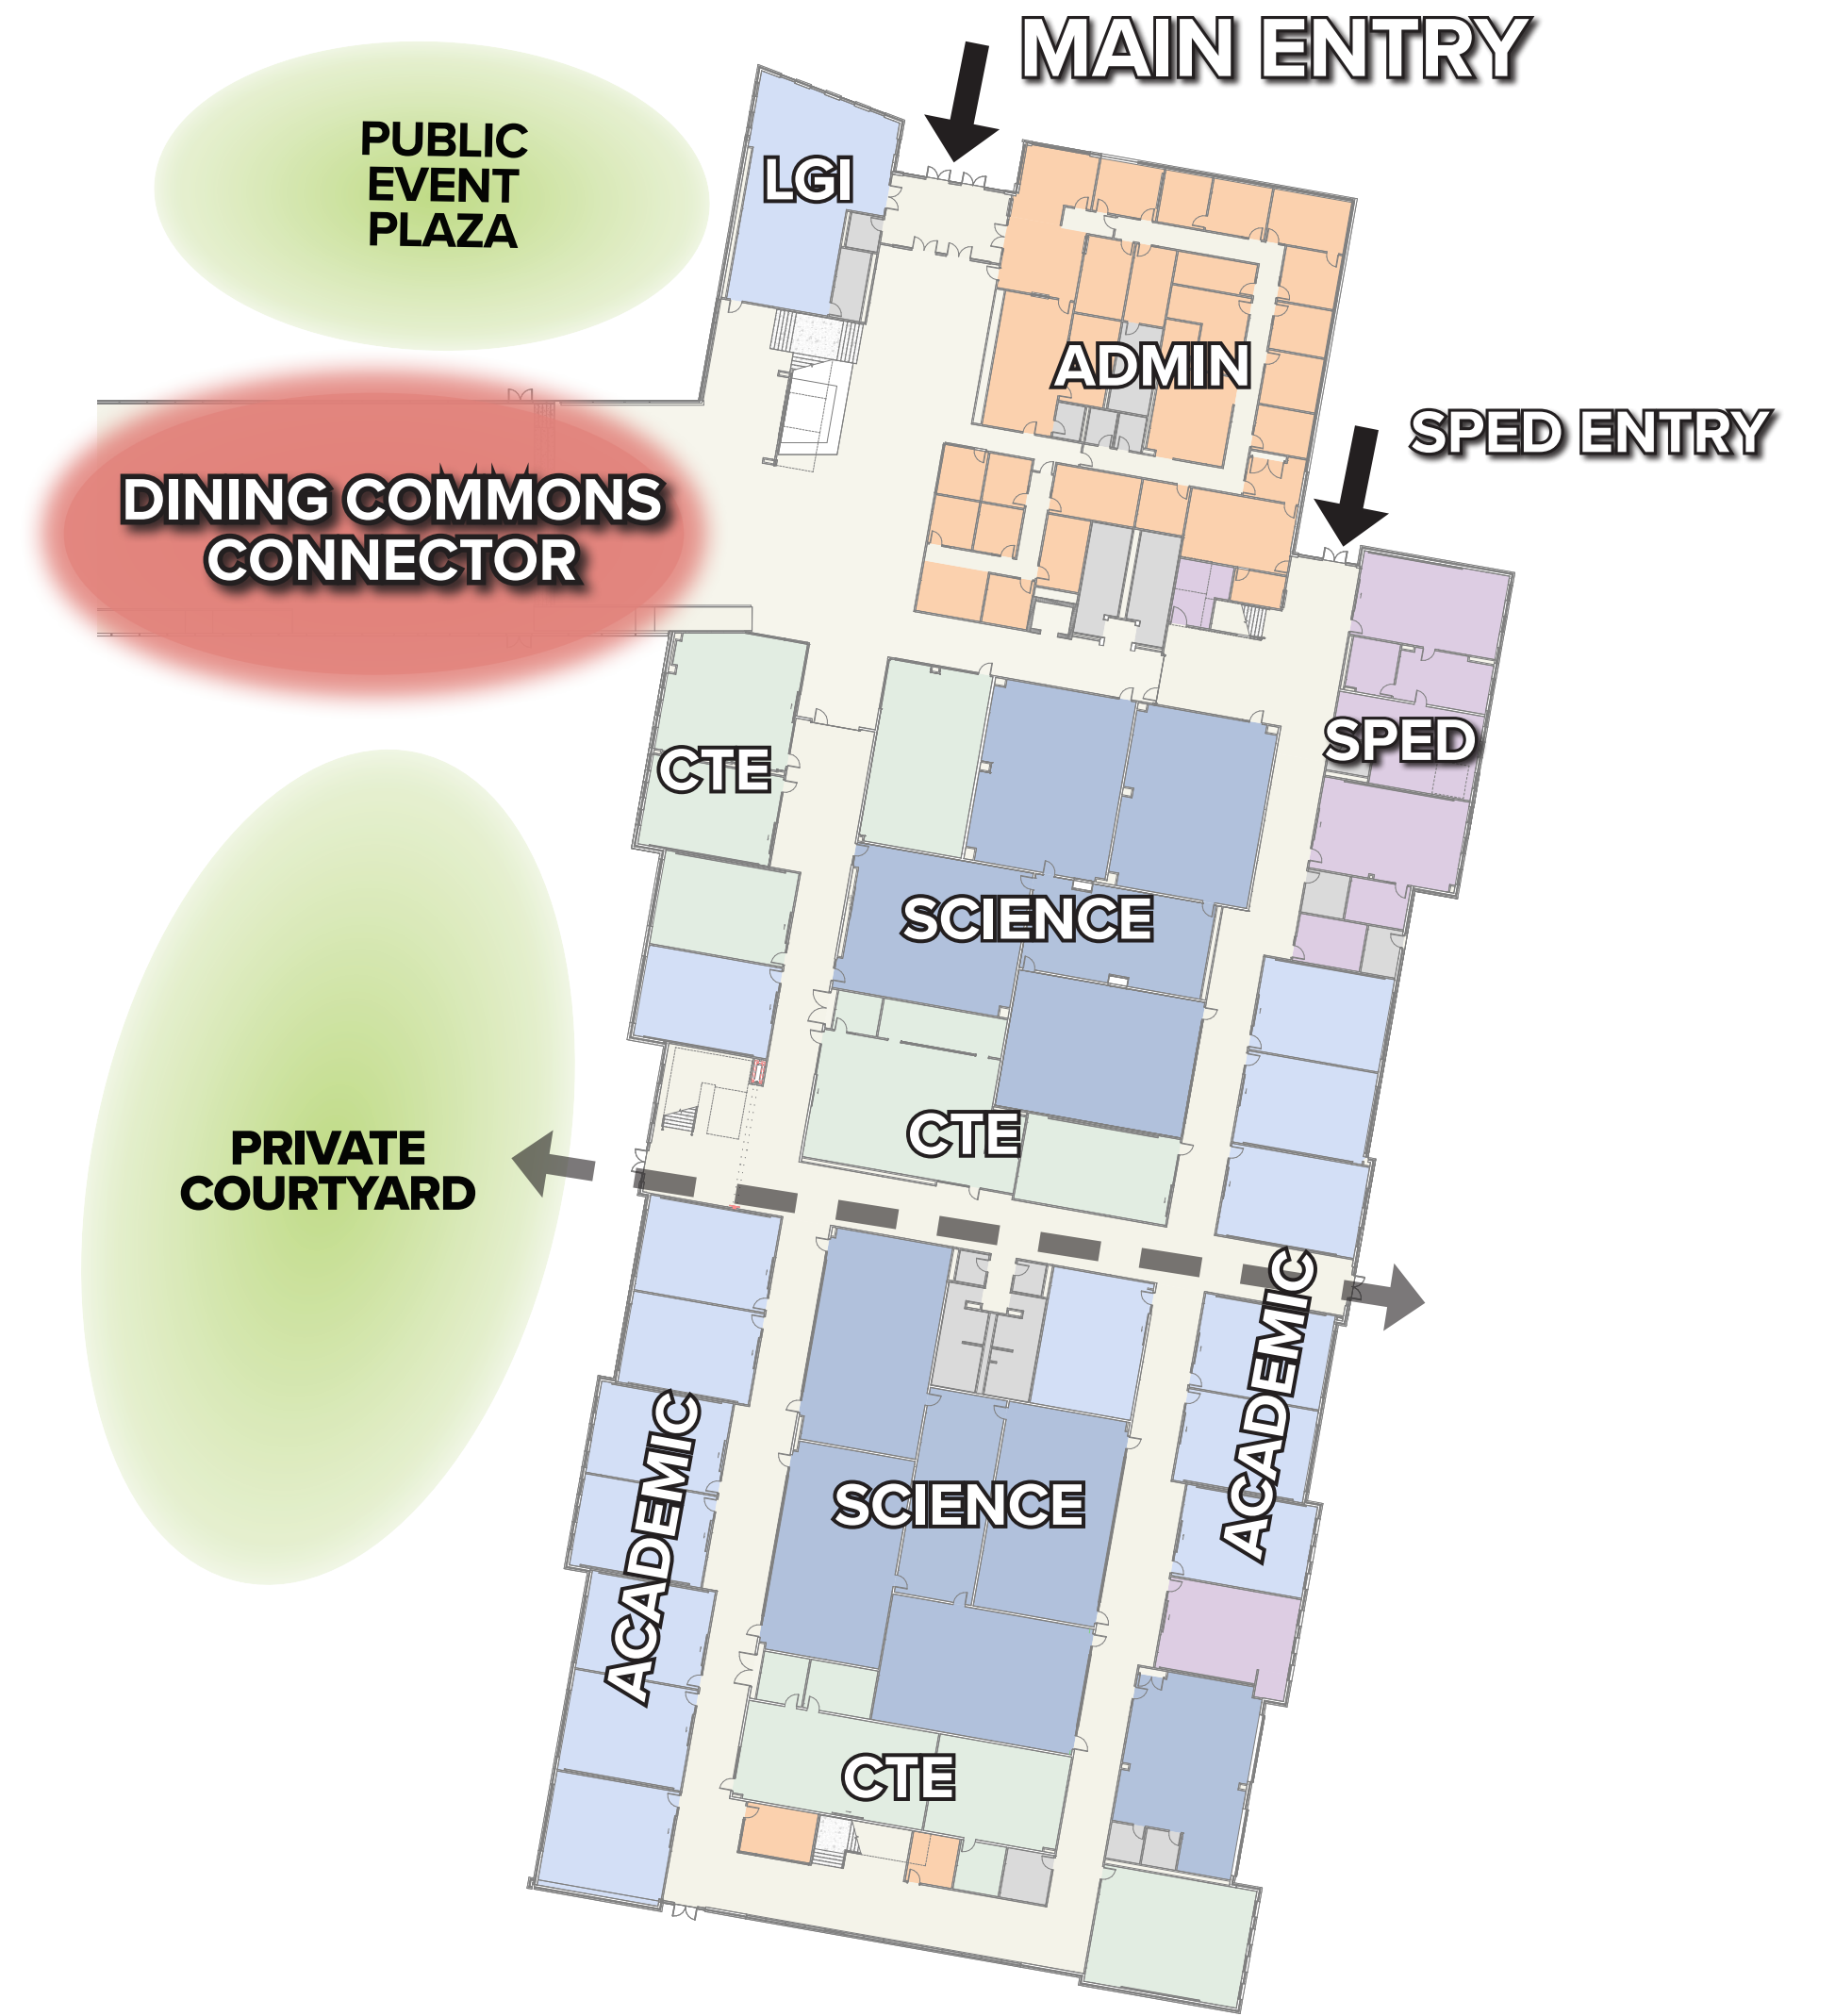 MAIN ENTRY
PUBLIC
EVENT
PLAZA
LGI
ADMIN
SPED ENTRY
DINING COMMONS
CONNECTOR
SPED
CTE
SCIENCE
CTE
PRIVATE
COURTYARD
ACADEMIC
ACADEMIC
SCIENCE
CTE